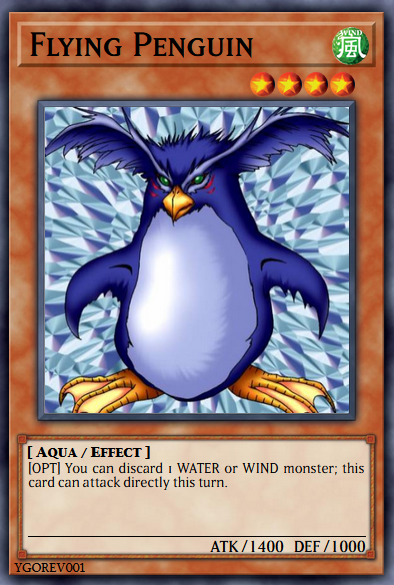 Flying Penguin
WIND
風
[ Aqua / Effect ]
[OPT] You can discard 1 WATER or WIND monster; this
card can attack directly this turn.
ATK/1400 DEF/1000
YGOREV001